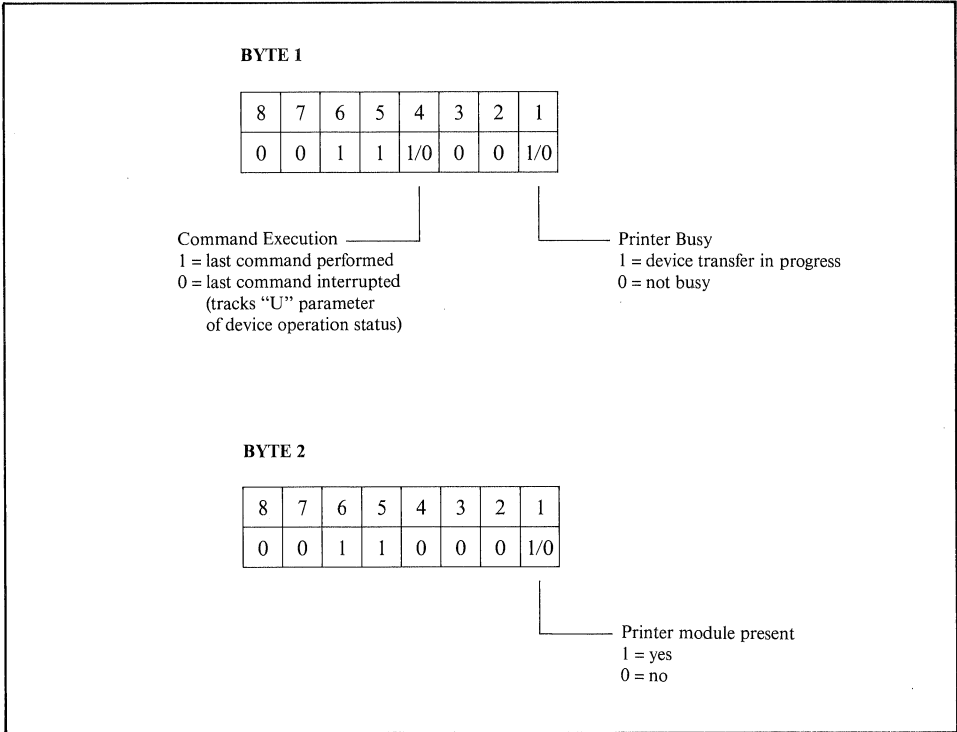 BYTE 1
8 7 6 5 4 3 2 1
0 0 1 1 1/0 0 0 1/0
Command Execution
1 = last command performed
0 = last command interrupted
(tracks “U” parameter
of device operation status)
Printer Busy
1 = device transfer in progress
0 = not busy
BYTE 2
8 7 6 5 4 3 2 1
0 0 1 1 0 0 0 1/0
Printer module present
1 = yes
0 = no